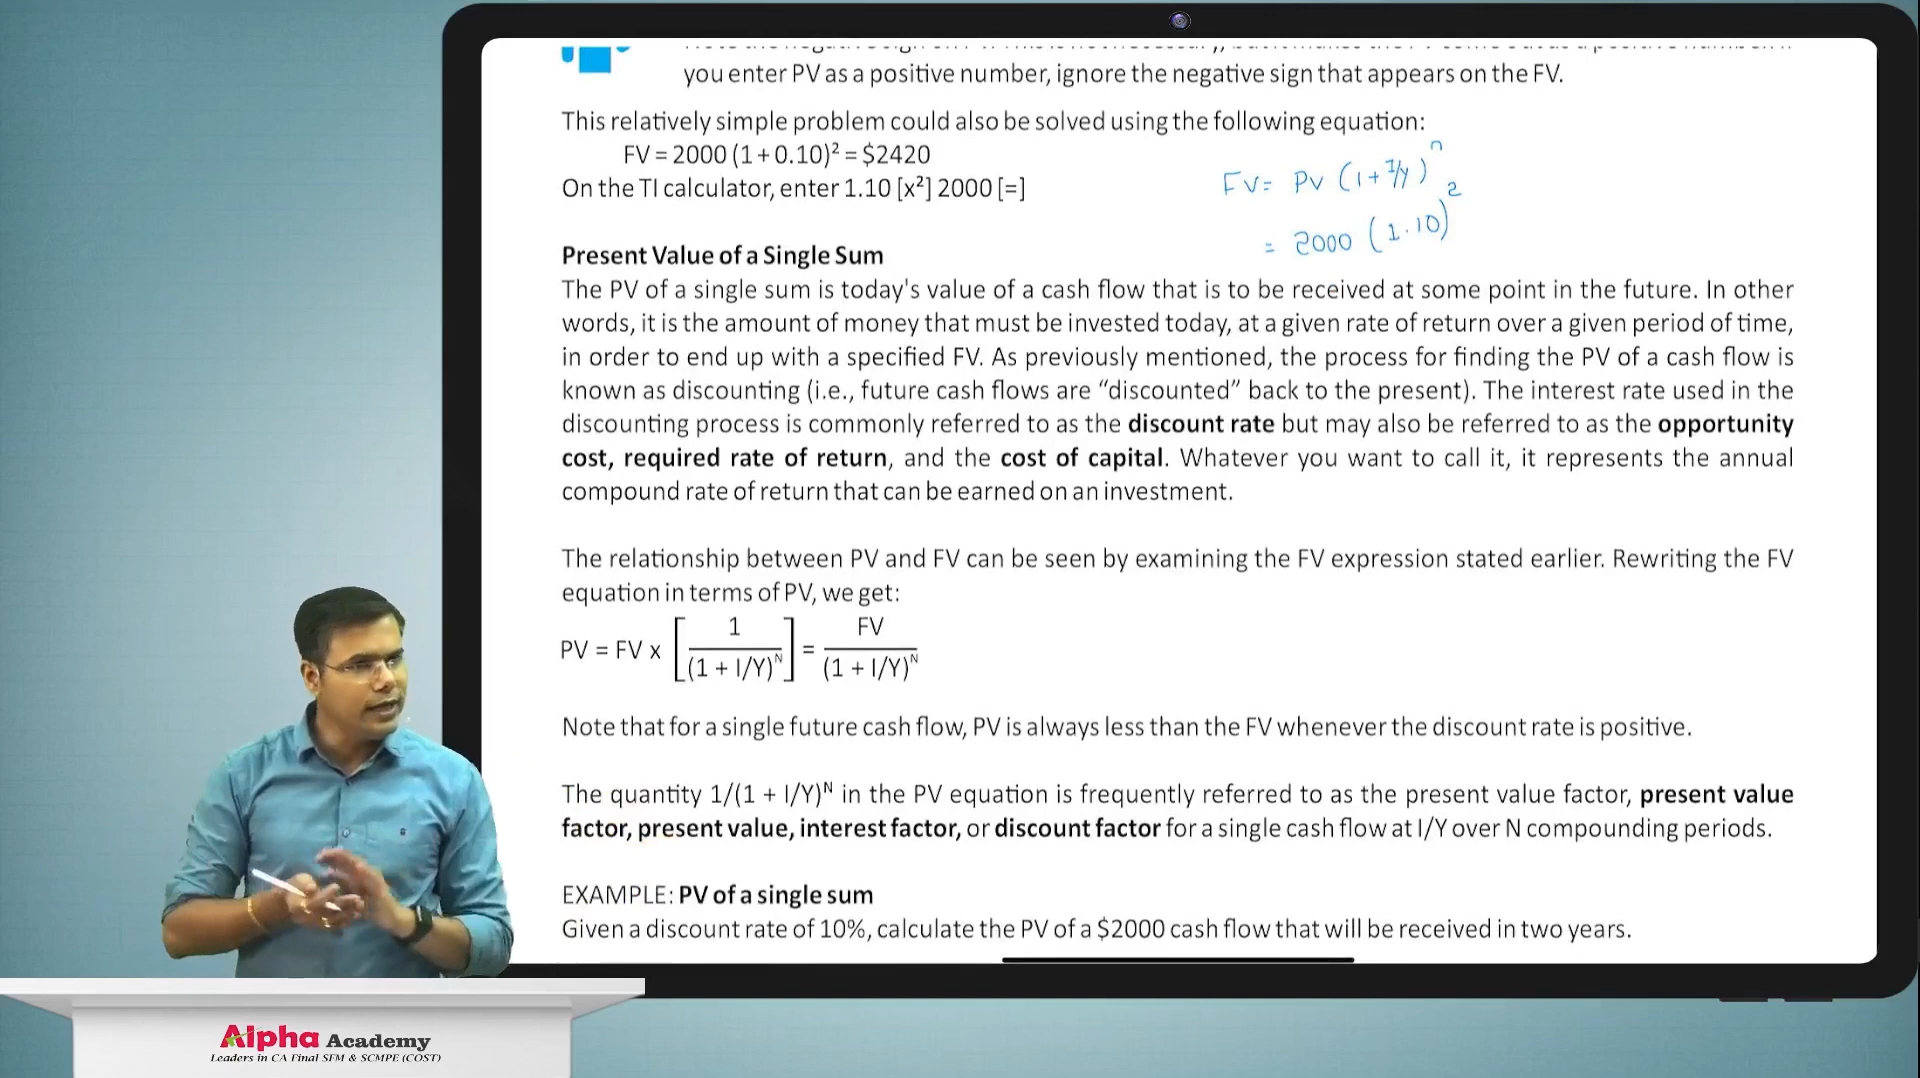 you enter PV as a positive number, ignore the negative sign that appears on the FV.
This relatively simple problem could also be solved using the following equation:
FV = 2000 (1 + 0.10)² = $2420
On the TI calculator, enter 1.10 [x²] 2000 [=]
FV= PV (1+I/Y)ⁿ
= 2000 (1.10)²
Present Value of a Single Sum
The PV of a single sum is today's value of a cash flow that is to be received at some point in the future. In other
words, it is the amount of money that must be invested today, at a given rate of return over a given period of time,
in order to end up with a specified FV. As previously mentioned, the process for finding the PV of a cash flow is
known as discounting (i.e., future cash flows are “discounted” back to the present). The interest rate used in the
discounting process is commonly referred to as the discount rate but may also be referred to as the opportunity
cost, required rate of return, and the cost of capital. Whatever you want to call it, it represents the annual
compound rate of return that can be earned on an investment.
The relationship between PV and FV can be seen by examining the FV expression stated earlier. Rewriting the FV
equation in terms of PV, we get:
PV = FV x [1 / (1 + I/Y)ᴺ] = FV / (1 + I/Y)ᴺ
Note that for a single future cash flow, PV is always less than the FV whenever the discount rate is positive.
The quantity 1/(1 + I/Y)ᴺ in the PV equation is frequently referred to as the present value factor, present value
factor, present value, interest factor, or discount factor for a single cash flow at I/Y over N compounding periods.
EXAMPLE: PV of a single sum
Given a discount rate of 10%, calculate the PV of a $2000 cash flow that will be received in two years.
Alpha Academy
Leaders in CA Final SFM & SCMPE (COST)